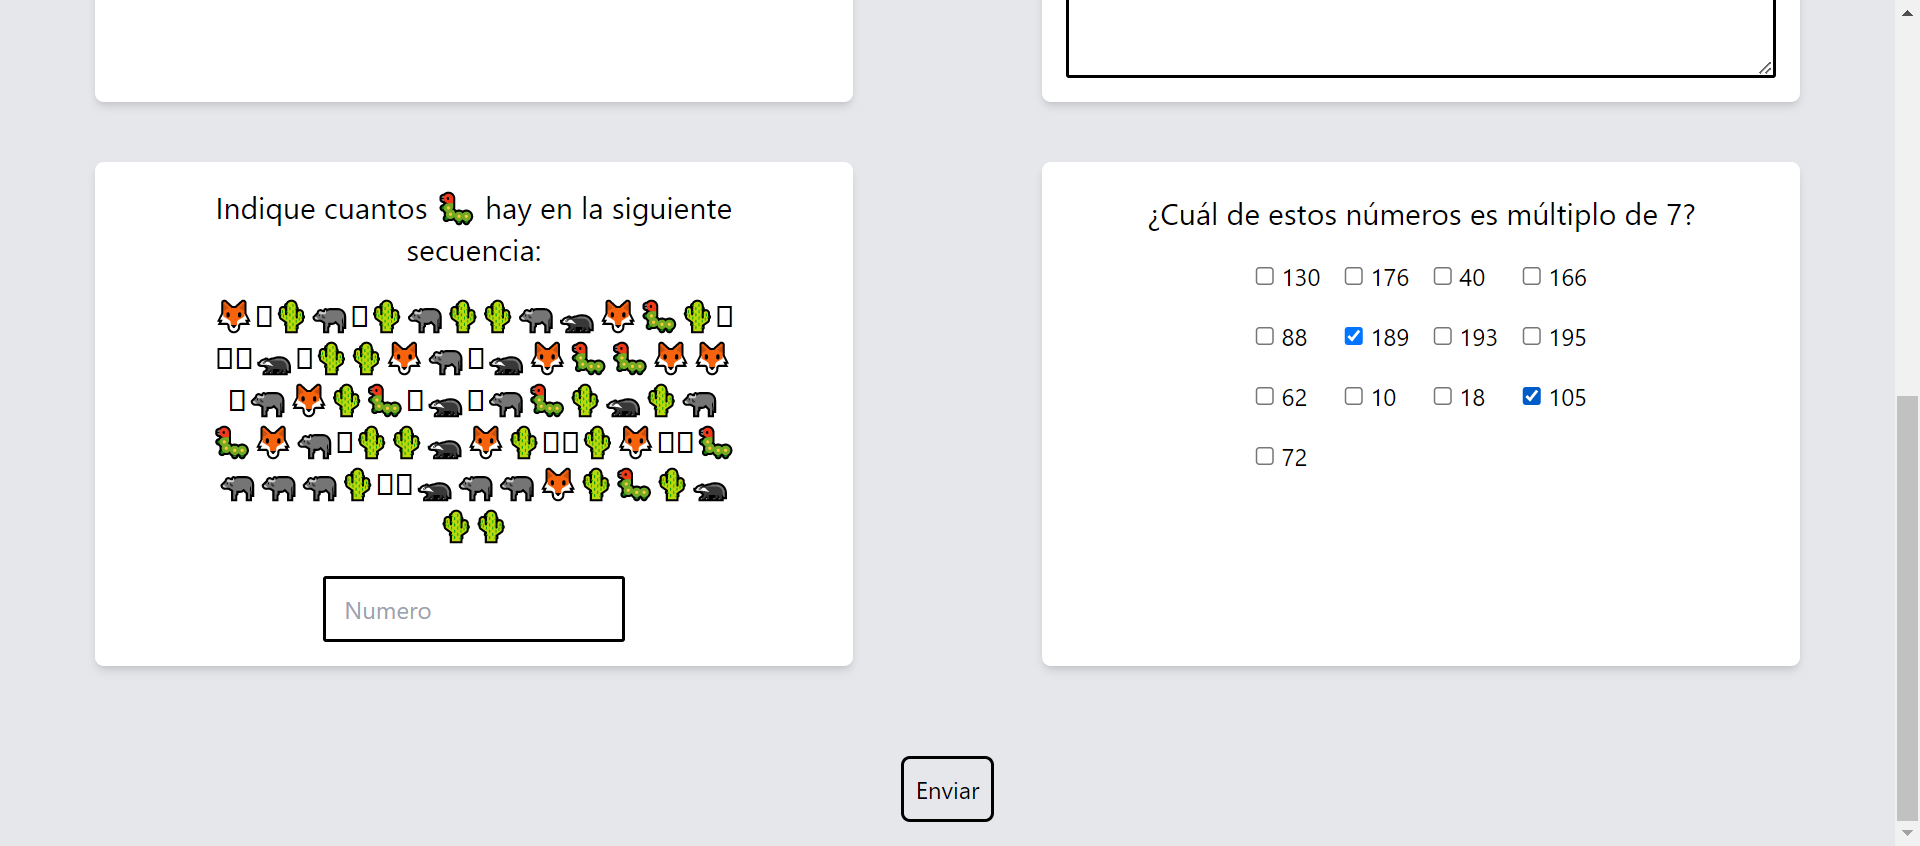 Indique cuantos 🐛 hay en la siguiente
secuencia:
🦊▯🌵🦛▯🌵🦛🌵🌵🦛🦡🦊🐛🌵▯
▯▯🦡▯🌵🌵🦊🦛▯🦡🦊🐛🐛🦊🦊
▯🦛🦊🌵🐛▯🦡▯🦛🐛🌵🦡🌵🦛
🐛🦊🦛▯🌵🌵🦡🦊🌵▯▯🌵🦊▯▯🐛
🦛🦛🦛🌵▯▯🦡🦛🦛🦊🌵🐛🌵🦡
🌵🌵
Numero
¿Cuál de estos números es múltiplo de 7?
130 176 40 166
88 189 193 195
62 10 18 105
72
Enviar